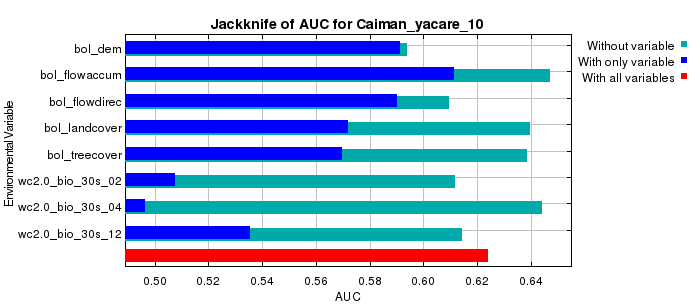 Jackknife of AUC for Caiman_yacare_10
Without variable
With only variable
With all variables
Environmental Variable
bol_dem
bol_flowaccum
bol_flowdirec
bol_landcover
bol_treecover
wc2.0_bio_30s_02
wc2.0_bio_30s_04
wc2.0_bio_30s_12
0.50 0.52 0.54 0.56 0.58 0.60 0.62 0.64
AUC